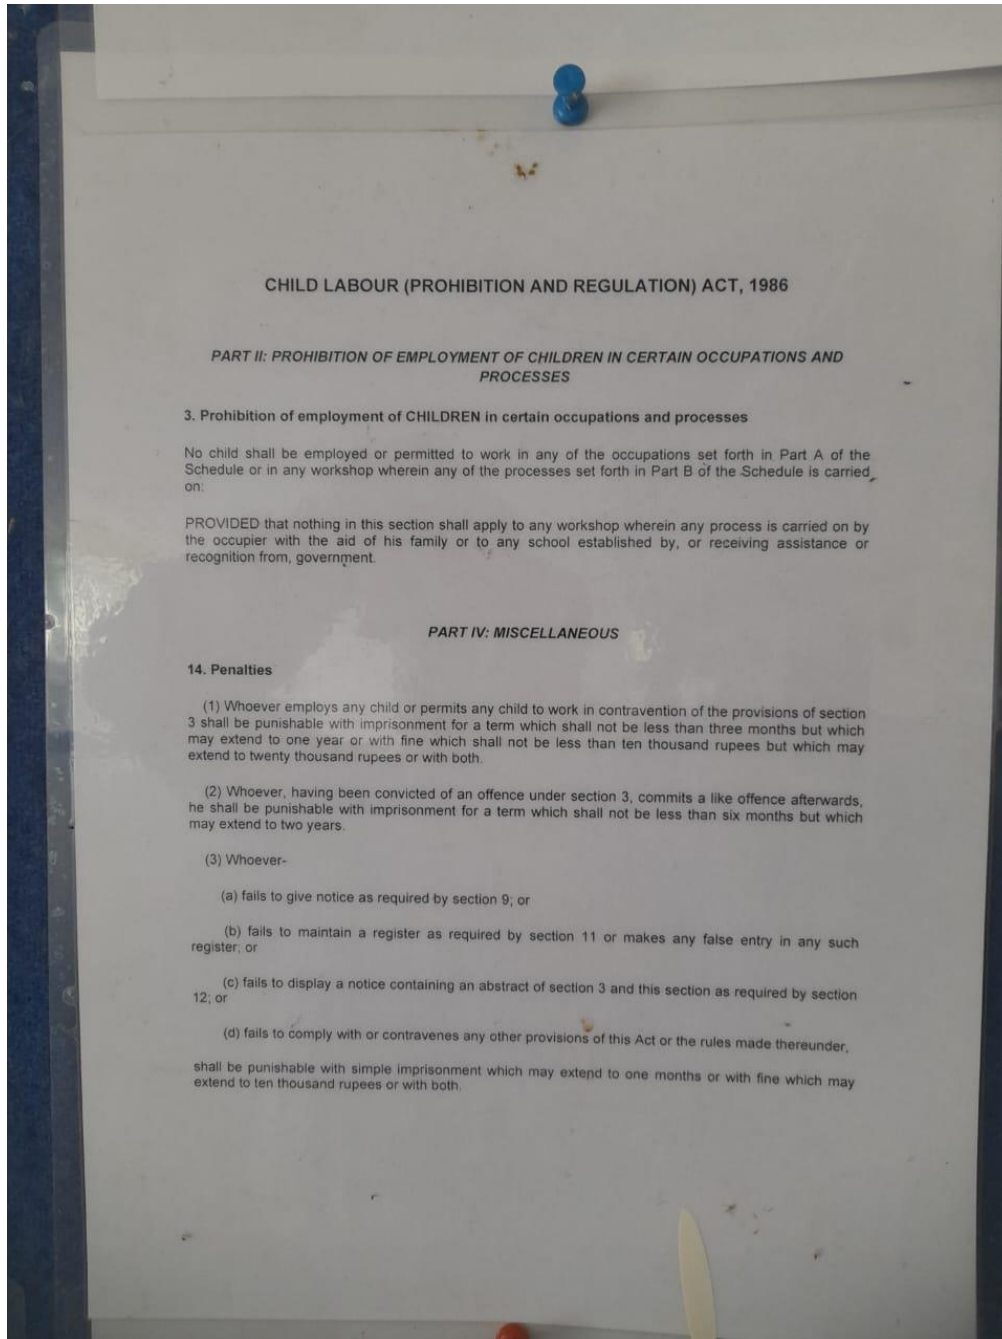 CHILD LABOUR (PROHIBITION AND REGULATION) ACT, 1986
PART II: PROHIBITION OF EMPLOYMENT OF CHILDREN IN CERTAIN OCCUPATIONS AND
PROCESSES
3. Prohibition of employment of CHILDREN in certain occupations and processes
No child shall be employed or permitted to work in any of the occupations set forth in Part A of the
Schedule or in any workshop wherein any of the processes set forth in Part B of the Schedule is carried
on:
PROVIDED that nothing in this section shall apply to any workshop wherein any process is carried on by
the occupier with the aid of his family or to any school established by, or receiving assistance or
recognition from, government.
PART IV: MISCELLANEOUS
14. Penalties
(1) Whoever employs any child or permits any child to work in contravention of the provisions of section
3 shall be punishable with imprisonment for a term which shall not be less than three months but which
may extend to one year or with fine which shall not be less than ten thousand rupees but which may
extend to twenty thousand rupees or with both.
(2) Whoever, having been convicted of an offence under section 3, commits a like offence afterwards,
he shall be punishable with imprisonment for a term which shall not be less than six months but which
may extend to two years.
(3) Whoever-
(a) fails to give notice as required by section 9; or
(b) fails to maintain a register as required by section 11 or makes any false entry in any such
register; or
(c) fails to display a notice containing an abstract of section 3 and this section as required by section
12; or
(d) fails to comply with or contravenes any other provisions of this Act or the rules made thereunder,
shall be punishable with simple imprisonment which may extend to one months or with fine which may
extend to ten thousand rupees or with both.